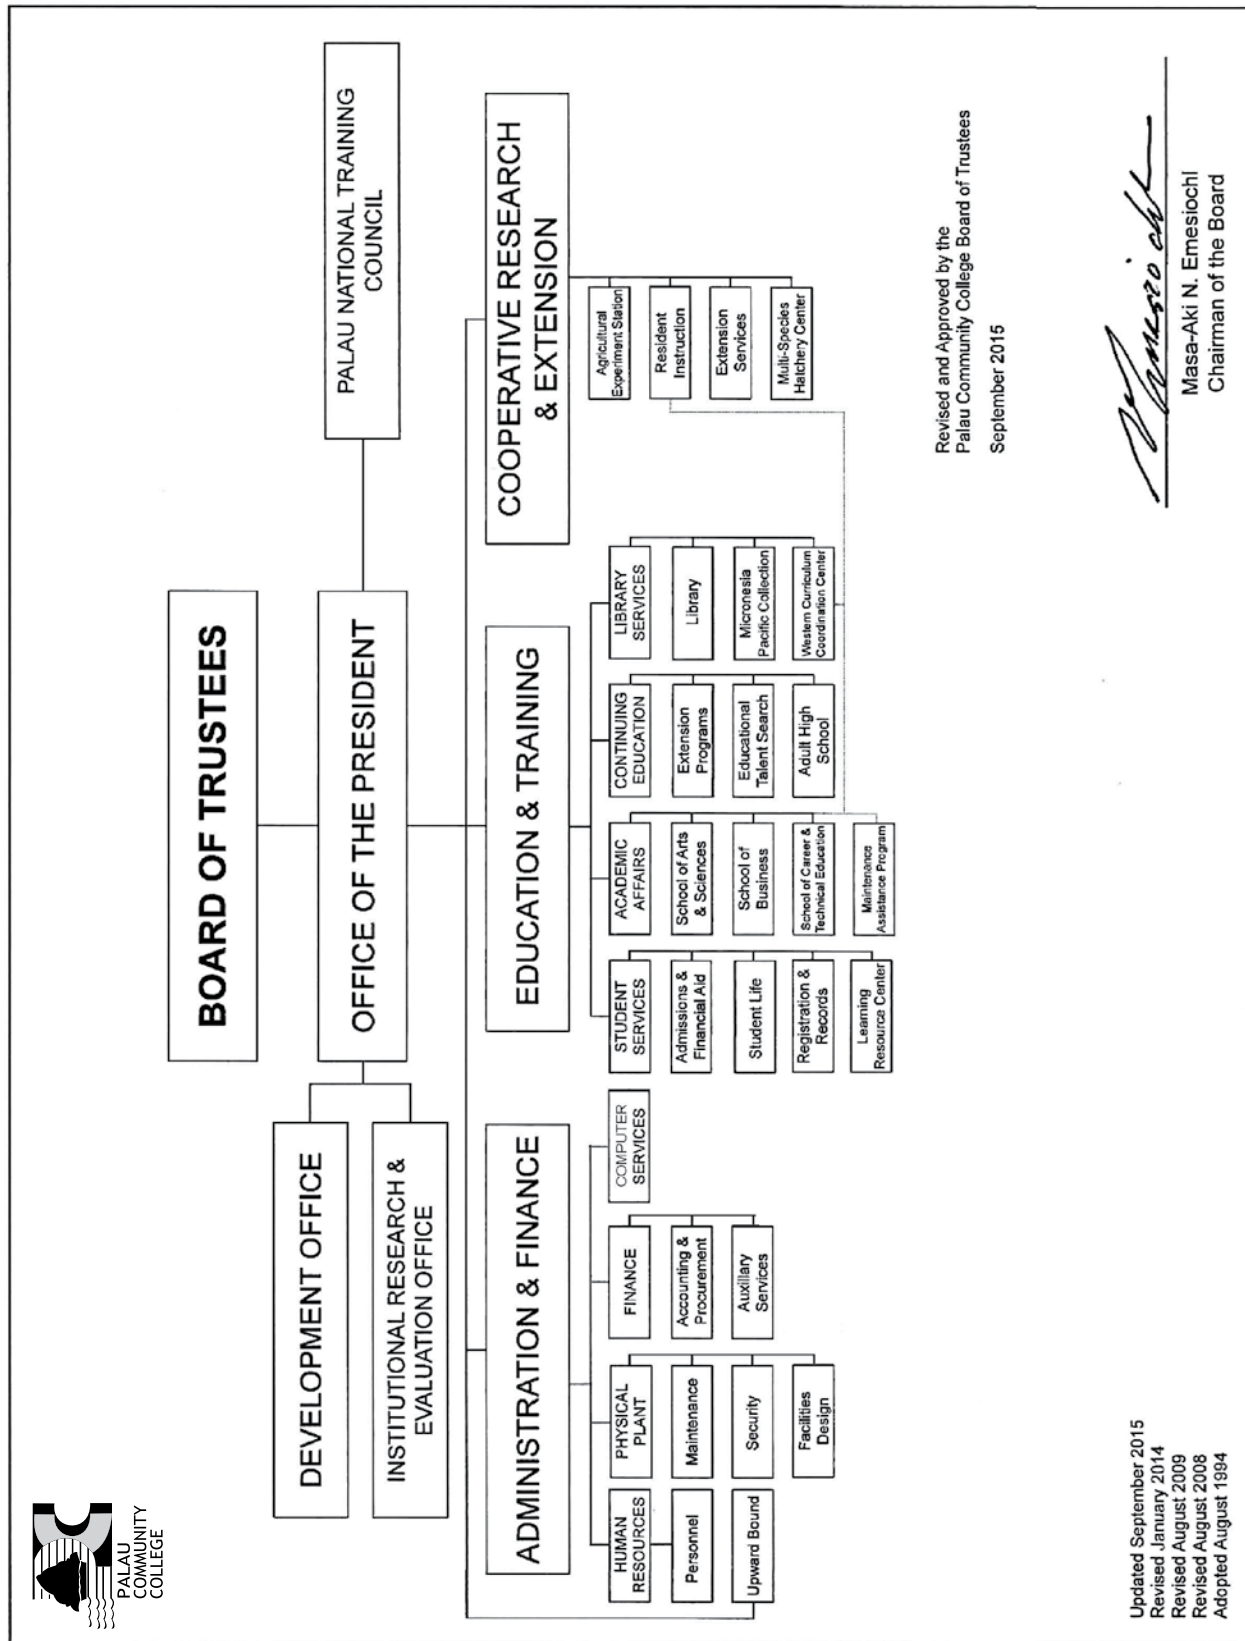 PALAU
COMMUNITY
COLLEGE
BOARD OF TRUSTEES
OFFICE OF THE PRESIDENT
DEVELOPMENT OFFICE
INSTITUTIONAL RESEARCH &
EVALUATION OFFICE
PALAU NATIONAL TRAINING
COUNCIL
ADMINISTRATION & FINANCE
HUMAN
RESOURCES
Personnel
Upward Bound
PHYSICAL
PLANT
Maintenance
Security
Facilities
Design
FINANCE
Accounting &
Procurement
Auxillary
Services
COMPUTER
SERVICES
EDUCATION & TRAINING
STUDENT
SERVICES
Admissions &
Financial Aid
Student Life
Registration &
Records
Learning
Resource Center
ACADEMIC
AFFAIRS
School of Arts
& Sciences
School of
Business
School of Career &
Technical Education
Maintenance
Assistance Program
CONTINUING
EDUCATION
Extension
Programs
Educational
Talent Search
Adult High
School
LIBRARY
SERVICES
Library
Micronesia
Pacific Collection
Western Curriculum
Coordination Center
COOPERATIVE RESEARCH
& EXTENSION
Agricultural
Experiment Station
Resident
Instruction
Extension
Services
Multi-Species
Hatchery Center
Updated September 2015
Revised January 2014
Revised August 2009
Revised August 2008
Adopted August 1994
Revised and Approved by the
Palau Community College Board of Trustees
September 2015
Masa-Aki N. Emesiochl
Chairman of the Board